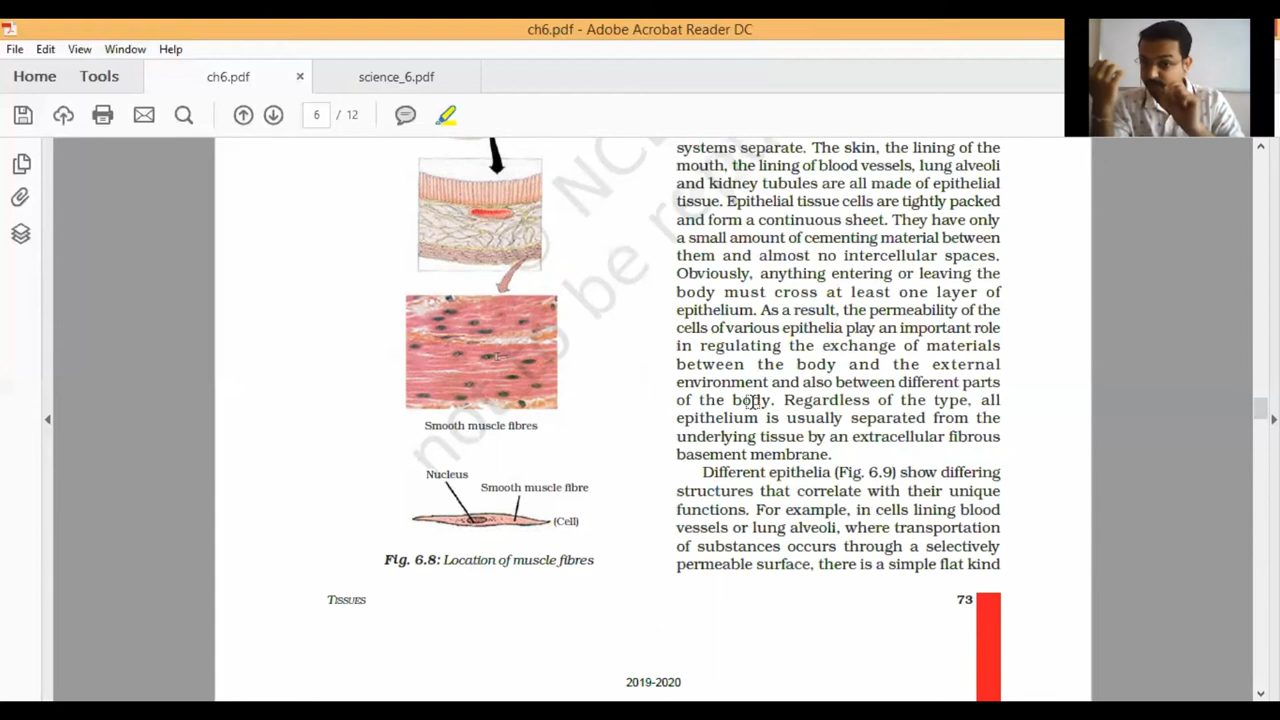 ch6.pdf - Adobe Acrobat Reader DC
File Edit View Window Help
Home Tools ch6.pdf × science_6.pdf
6 / 12
Smooth muscle fibres
Nucleus
Smooth muscle fibre
(Cell)
Fig. 6.8: Location of muscle fibres
systems separate. The skin, the lining of the
mouth, the lining of blood vessels, lung alveoli
and kidney tubules are all made of epithelial
tissue. Epithelial tissue cells are tightly packed
and form a continuous sheet. They have only
a small amount of cementing material between
them and almost no intercellular spaces.
Obviously, anything entering or leaving the
body must cross at least one layer of
epithelium. As a result, the permeability of the
cells of various epithelia play an important role
in regulating the exchange of materials
between the body and the external
environment and also between different parts
of the body. Regardless of the type, all
epithelium is usually separated from the
underlying tissue by an extracellular fibrous
basement membrane.
Different epithelia (Fig. 6.9) show differing
structures that correlate with their unique
functions. For example, in cells lining blood
vessels or lung alveoli, where transportation
of substances occurs through a selectively
permeable surface, there is a simple flat kind
TISSUES
73
2019-2020
© NC
not to be re